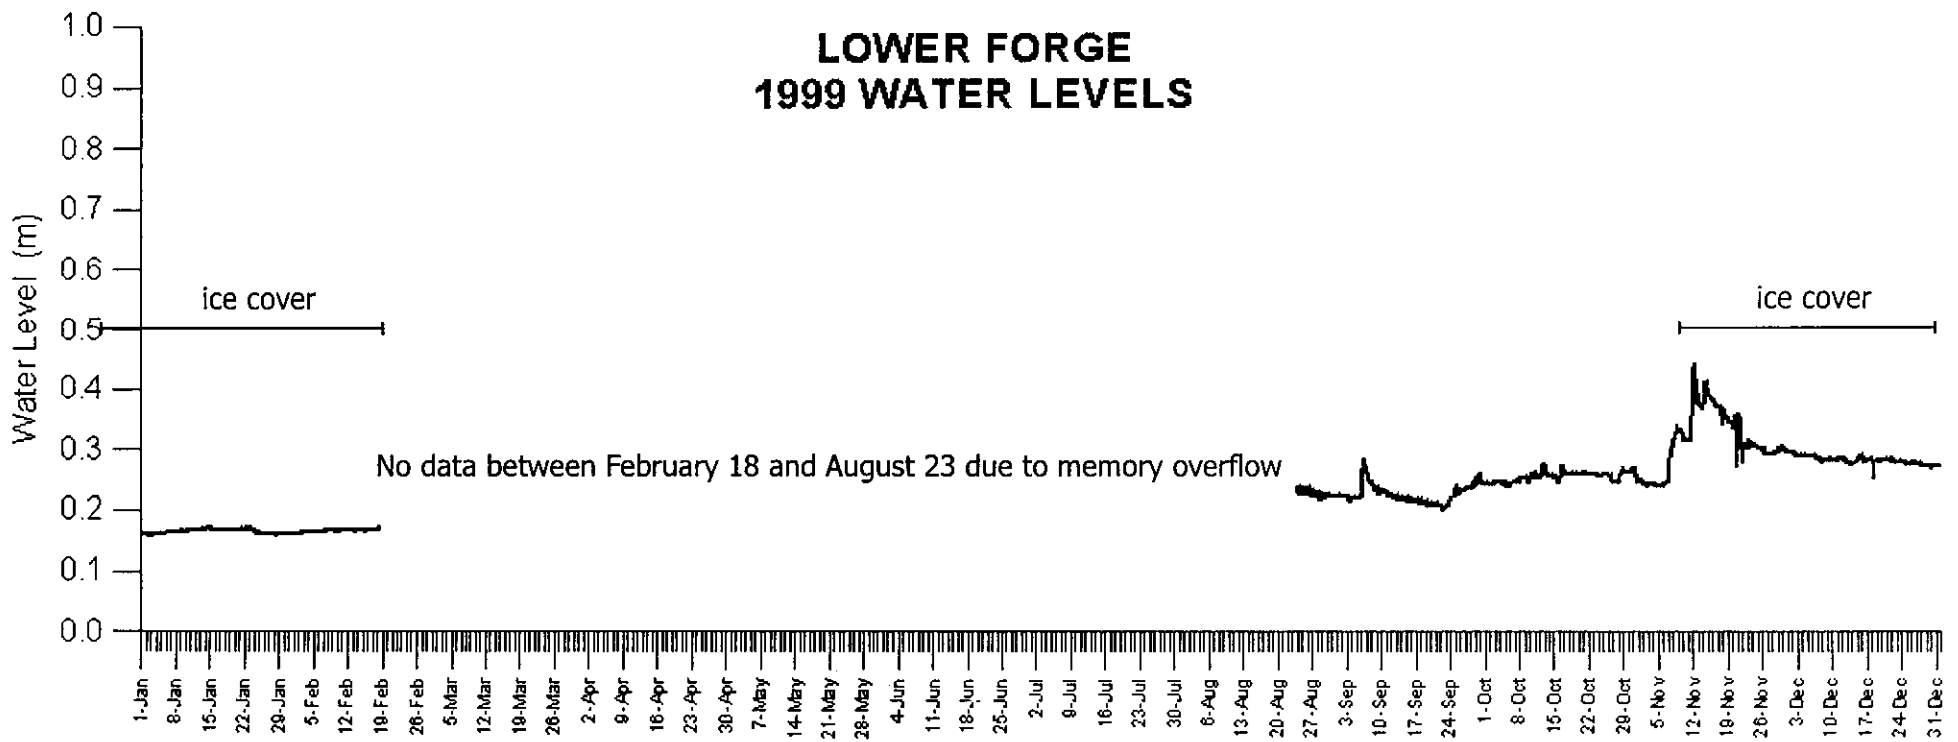 LOWER FORGE
1999 WATER LEVELS
Water Level (m)
1.0
0.9
0.8
0.7
0.6
0.5
0.4
0.3
0.2
0.1
0.0
ice cover
ice cover
No data between February 18 and August 23 due to memory overflow
1-Jan
8-Jan
15-Jan
22-Jan
29-Jan
5-Feb
12-Feb
19-Feb
26-Feb
5-Mar
12-Mar
19-Mar
26-Mar
2-Apr
9-Apr
16-Apr
23-Apr
30-Apr
7-May
14-May
21-May
28-May
4-Jun
11-Jun
18-Jun
25-Jun
2-Jul
9-Jul
16-Jul
23-Jul
30-Jul
6-Aug
13-Aug
20-Aug
27-Aug
3-Sep
10-Sep
17-Sep
24-Sep
1-Oct
8-Oct
15-Oct
22-Oct
29-Oct
5-Nov
12-Nov
19-Nov
26-Nov
3-Dec
10-Dec
17-Dec
24-Dec
31-Dec